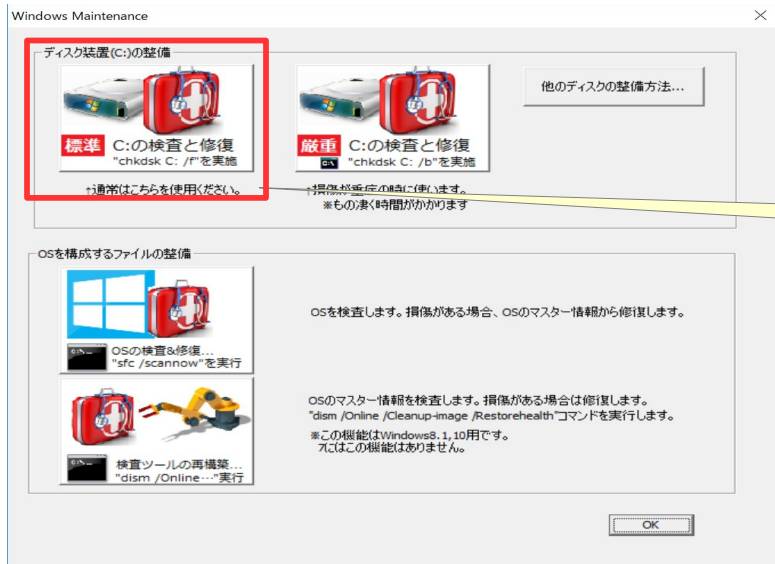 Windows Maintenance
ディスク装置(C:)の整備
標準 C:の検査と修復
"chkdsk C: /f"を実施
↑通常はこちらを使用ください。
厳重 C:の検査と修復
"chkdsk C: /b"を実施
↑損傷が重症の時に使います。
※もの凄く時間がかかります
他のディスクの整備方法...
OSを構成するファイルの整備
OSの検査&修復...
"sfc /scannow"を実行
OSを検査します。損傷がある場合、OSのマスター情報から修復します。
検査ツールの再構築...
"dism /Online…"実行
OSのマスター情報を検査します。損傷がある場合は修復します。
"dism /Online /Cleanup-image /Restorehealth"コマンドを実行します。
※この機能はWindows8.1,10用です。
7にはこの機能はありません。
OK